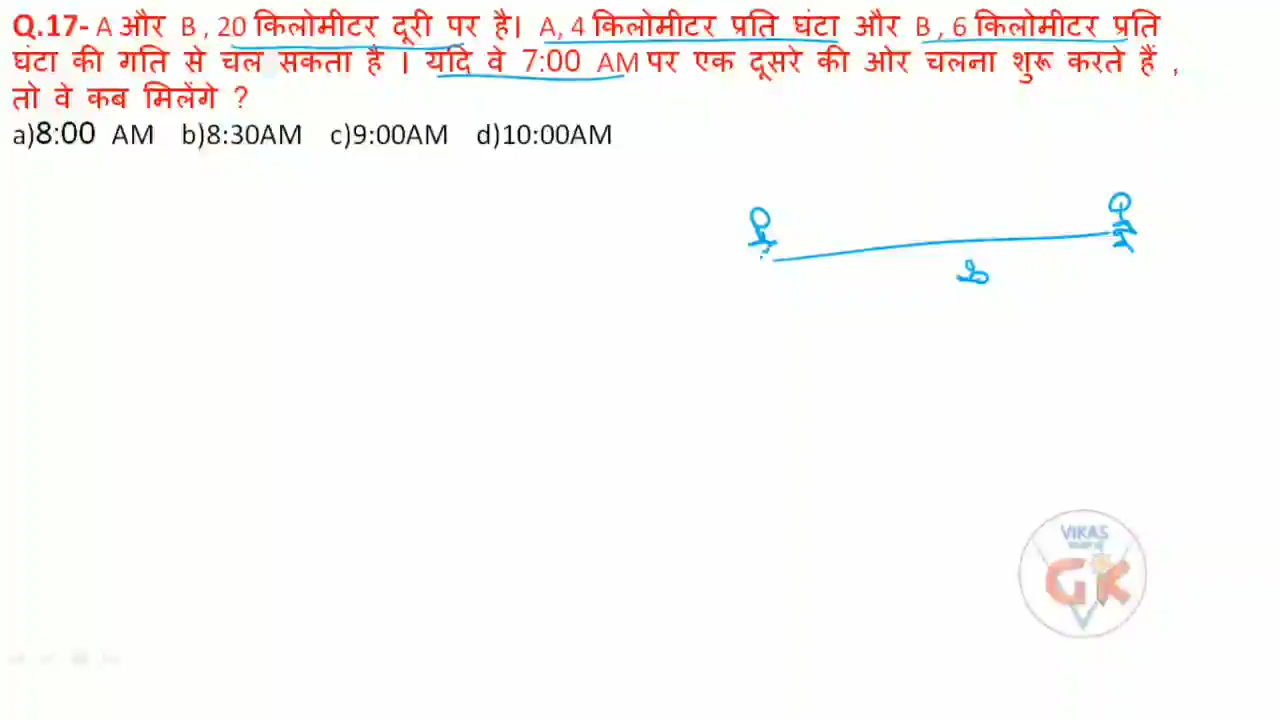 Q.17- A और B , 20 किलोमीटर दूरी पर है। A, 4 किलोमीटर प्रति घंटा और B , 6 किलोमीटर प्रति
घंटा की गति से चल सकता है । यदि वे 7:00 AM पर एक दूसरे की ओर चलना शुरू करते हैं ,
तो वे कब मिलेंगे ?
a)8:00 AM b)8:30AM c)9:00AM d)10:00AM
VIKAS
GK